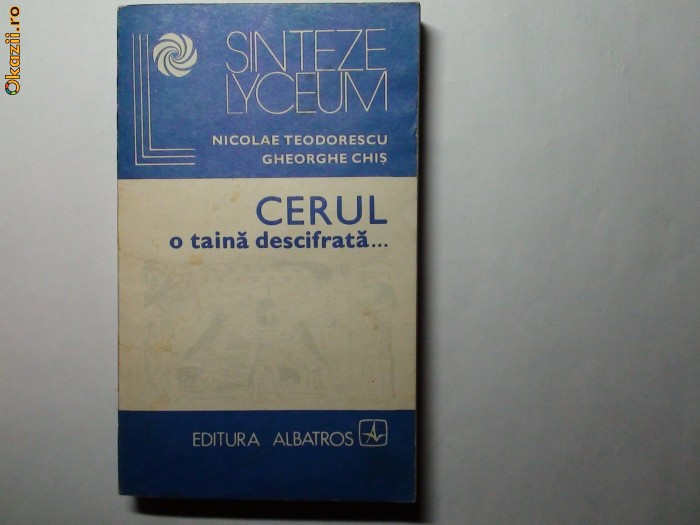 Okazii.ro
SINTEZE
LYCEUM
NICOLAE TEODORESCU
GHEORGHE CHIȘ
CERUL
o taină descifrată...
EDITURA ALBATROS